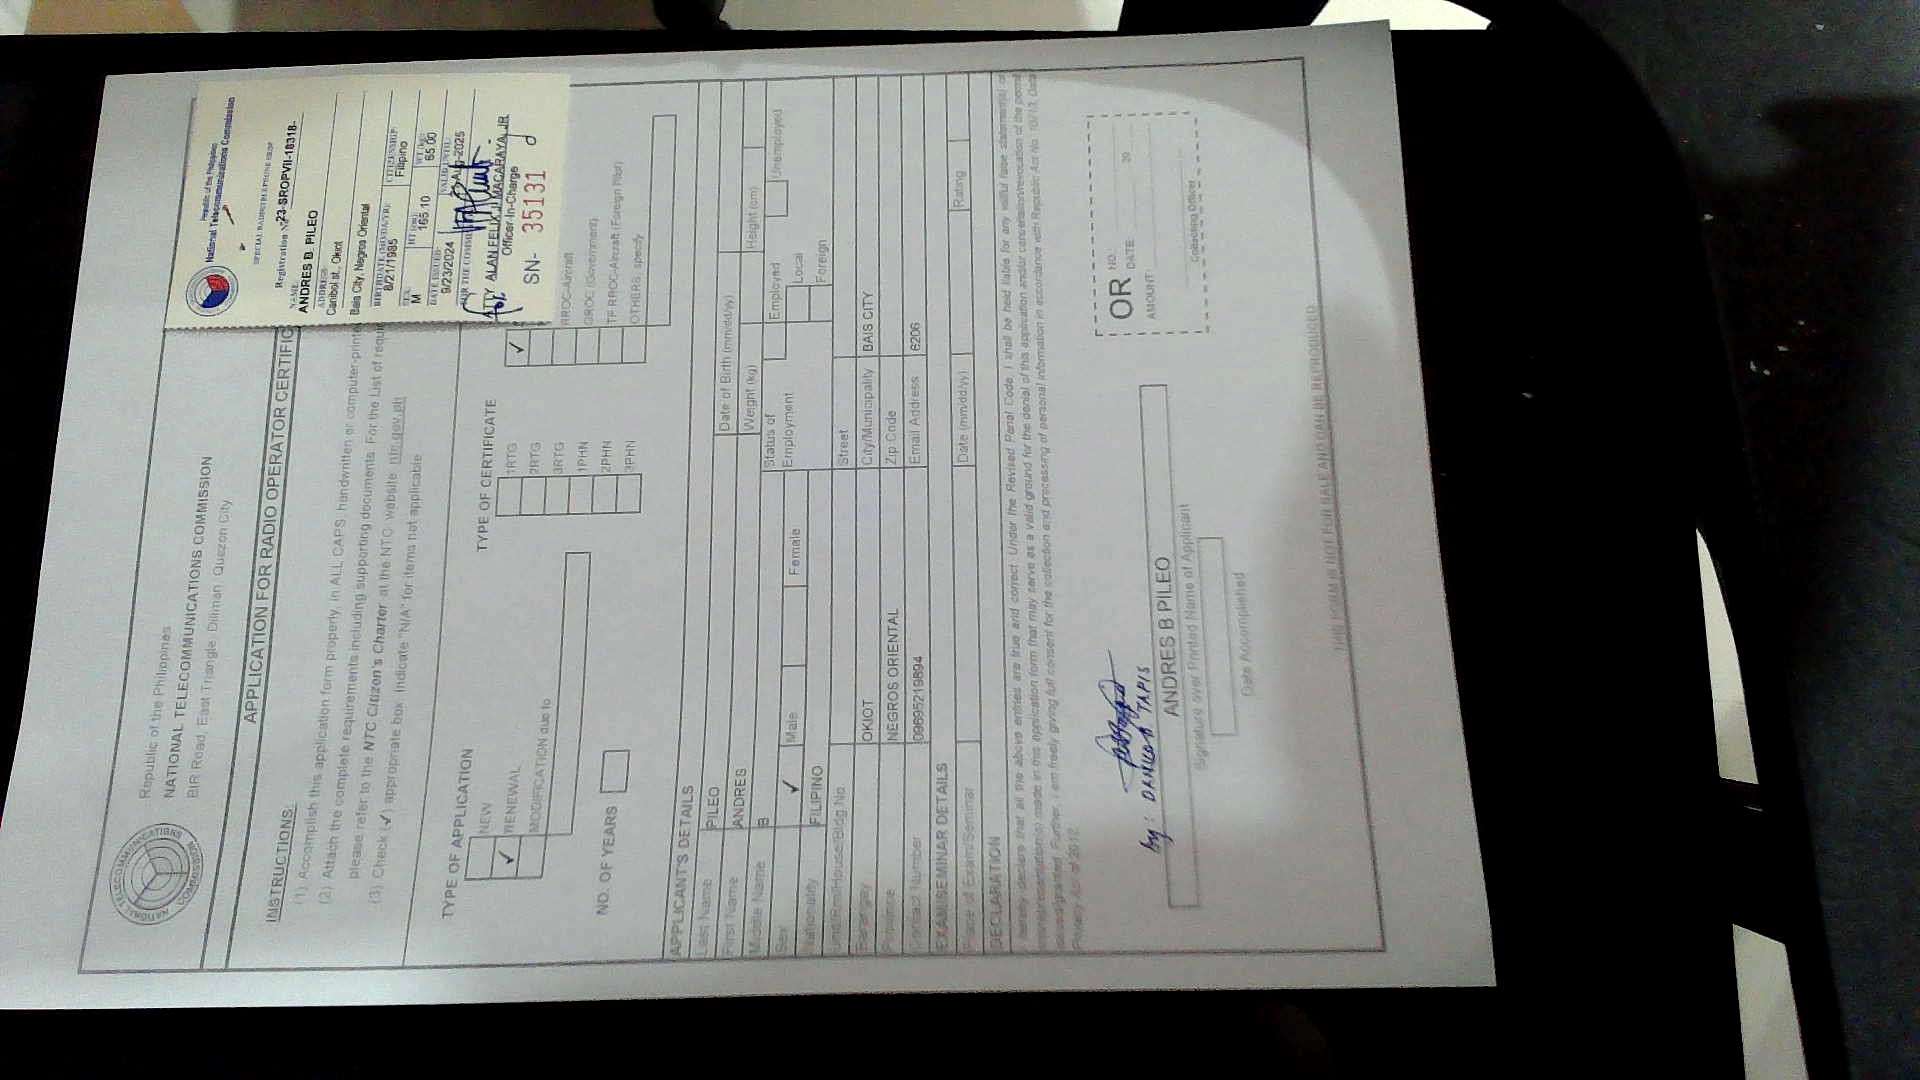 Republic of the Philippines
NATIONAL TELECOMMUNICATIONS COMMISSION
BIR Road, East Triangle, Diliman, Quezon City
APPLICATION FOR RADIO OPERATOR CERTIFIC
INSTRUCTIONS:
(1) Accomplish this application form properly, in ALL CAPS, handwritten or computer-printed
(2) Attach the complete requirements including supporting documents. For the List of requi
please refer to the NTC Citizen's Charter at the NTC website ntc.gov.ph
(3) Check (✓) appropriate box. Indicate "N/A" for items not applicable
Republic of the Philippines
National Telecommunications Commission
SPECIAL RADIOTELEPHONE
Registration No. 23-SROPVII-18318-
NAME:
ANDRES B. PILEO
ADDRESS:
Canibol st., Okiot
Bais City, Negros Oriental
BIRTHDATE (MO/DA/YR): CITIZENSHIP:
8/21/1985 Filipino
SEX: HT (cm): WT (kg):
M 165.10 65.00
DATE ISSUED: VALID UNTIL:
9/23/2024 Aug-2025
FOR THE COMMI
ATTY ALAN FELIX JJ MACARAYA, JR
Officer-In-Charge
SN- 35131
TYPE OF APPLICATION
NEW
✓ RENEWAL
MODIFICATION due to
NO. OF YEARS
TYPE OF CERTIFICATE
1RTG
2RTG
3RTG
1PHN
2PHN
3PHN
✓
RROC-Aircraft
GROC (Government)
TP RROC-Aircraft (Foreign Pilot)
OTHERS, specify
APPLICANT'S DETAILS
Last Name PILEO
First Name ANDRES Date of Birth (mm/dd/yy)
Middle Name B Weight (kg) Height (cm)
Sex ✓ Male Female Status of Employment Employed Unemployed
Nationality FILIPINO Local Foreign
Unit/Rm/House/Bldg No. Street
Barangay OKIOT City/Municipality BAIS CITY
Province NEGROS ORIENTAL Zip Code 6206
Contact Number 09695219894 Email Address
EXAM/SEMINAR DETAILS
Place of Exam/Seminar Date (mm/dd/yy) Rating
DECLARATION
I hereby declare that all the above entries are true and correct. Under the Revised Penal Code, I shall be held liable for any willful false statement(s) or
misrepresentation(s) made in this application form that may serve as a valid ground for the denial of this application and/or cancellation/revocation of the permit
issued/granted. Further, I am freely giving full consent for the collection and processing of personal information in accordance with Republic Act No. 10173, Data
Privacy Act of 2012.
by: DANILO TAPIS
ANDRES B PILEO
Signature over Printed Name of Applicant
Date Accomplished
OR NO.
DATE: 20
AMOUNT:
Collecting Officer
THIS FORM IS NOT FOR SALE AND CAN BE REPRODUCED